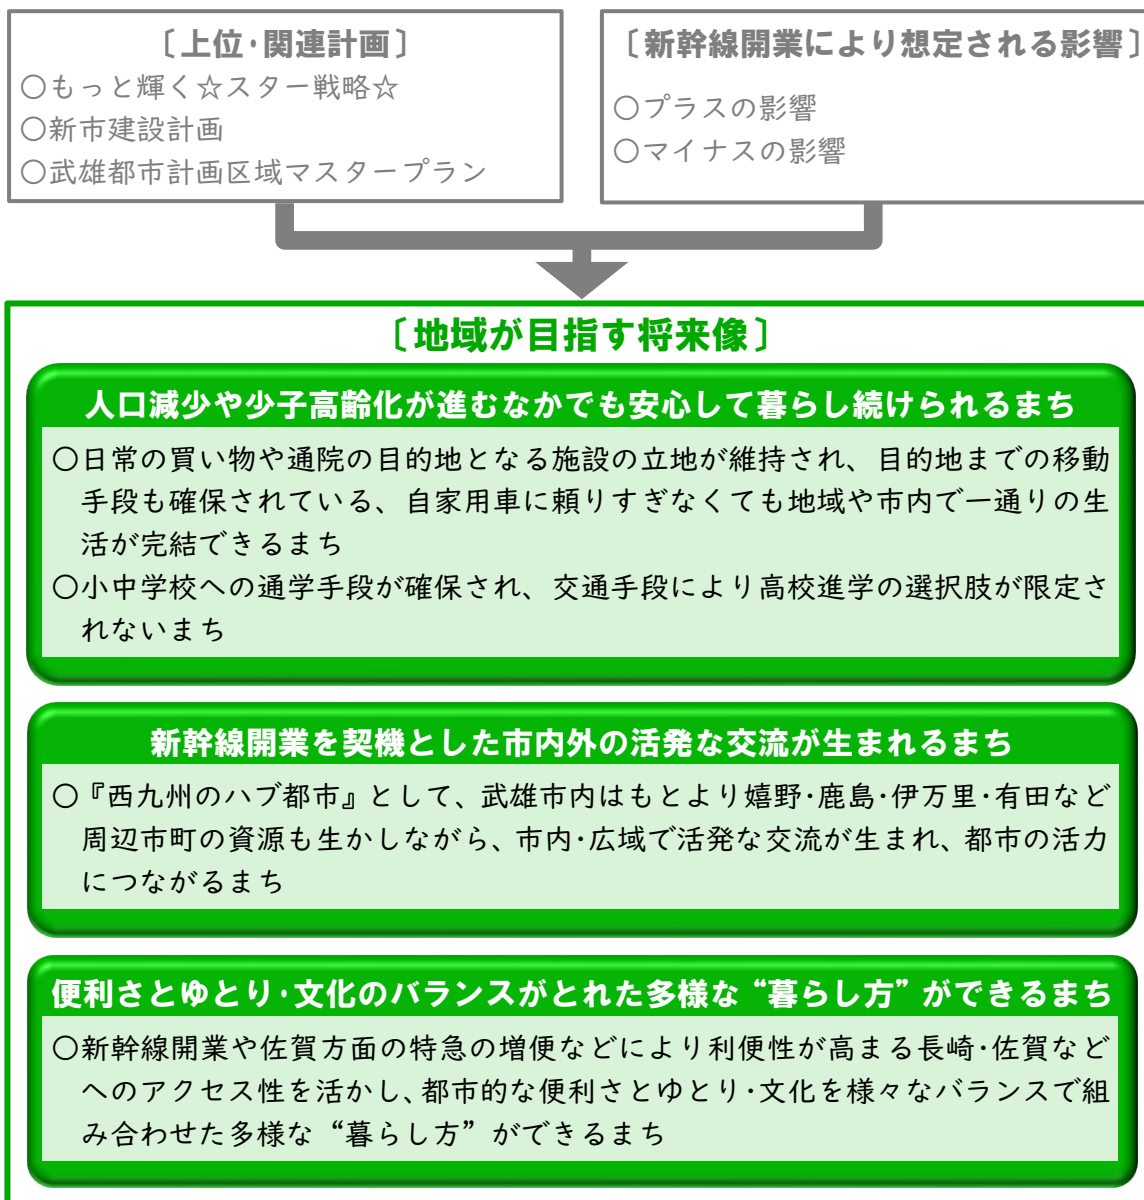 〔上位・関連計画〕
○もっと輝く☆スター戦略☆
○新市建設計画
○武雄都市計画区域マスタープラン
〔新幹線開業により想定される影響〕
○プラスの影響
○マイナスの影響
〔地域が目指す将来像〕
人口減少や少子高齢化が進むなかでも安心して暮らし続けられるまち
○日常の買い物や通院の目的地となる施設の立地が維持され、目的地までの移動
手段も確保されている、自家用車に頼りすぎなくても地域や市内で一通りの生
活が完結できるまち
○小中学校への通学手段が確保され、交通手段により高校進学の選択肢が限定さ
れないまち
新幹線開業を契機とした市内外の活発な交流が生まれるまち
○『西九州のハブ都市』として、武雄市内はもとより嬉野・鹿島・伊万里・有田など
周辺市町の資源も生かしながら、市内・広域で活発な交流が生まれ、都市の活力
につながるまち
便利さとゆとり・文化のバランスがとれた多様な“暮らし方”ができるまち
○新幹線開業や佐賀方面の特急の増便などにより利便性が高まる長崎・佐賀など
へのアクセス性を活かし、都市的な便利さとゆとり・文化を様々なバランスで組
み合わせた多様な“暮らし方”ができるまち